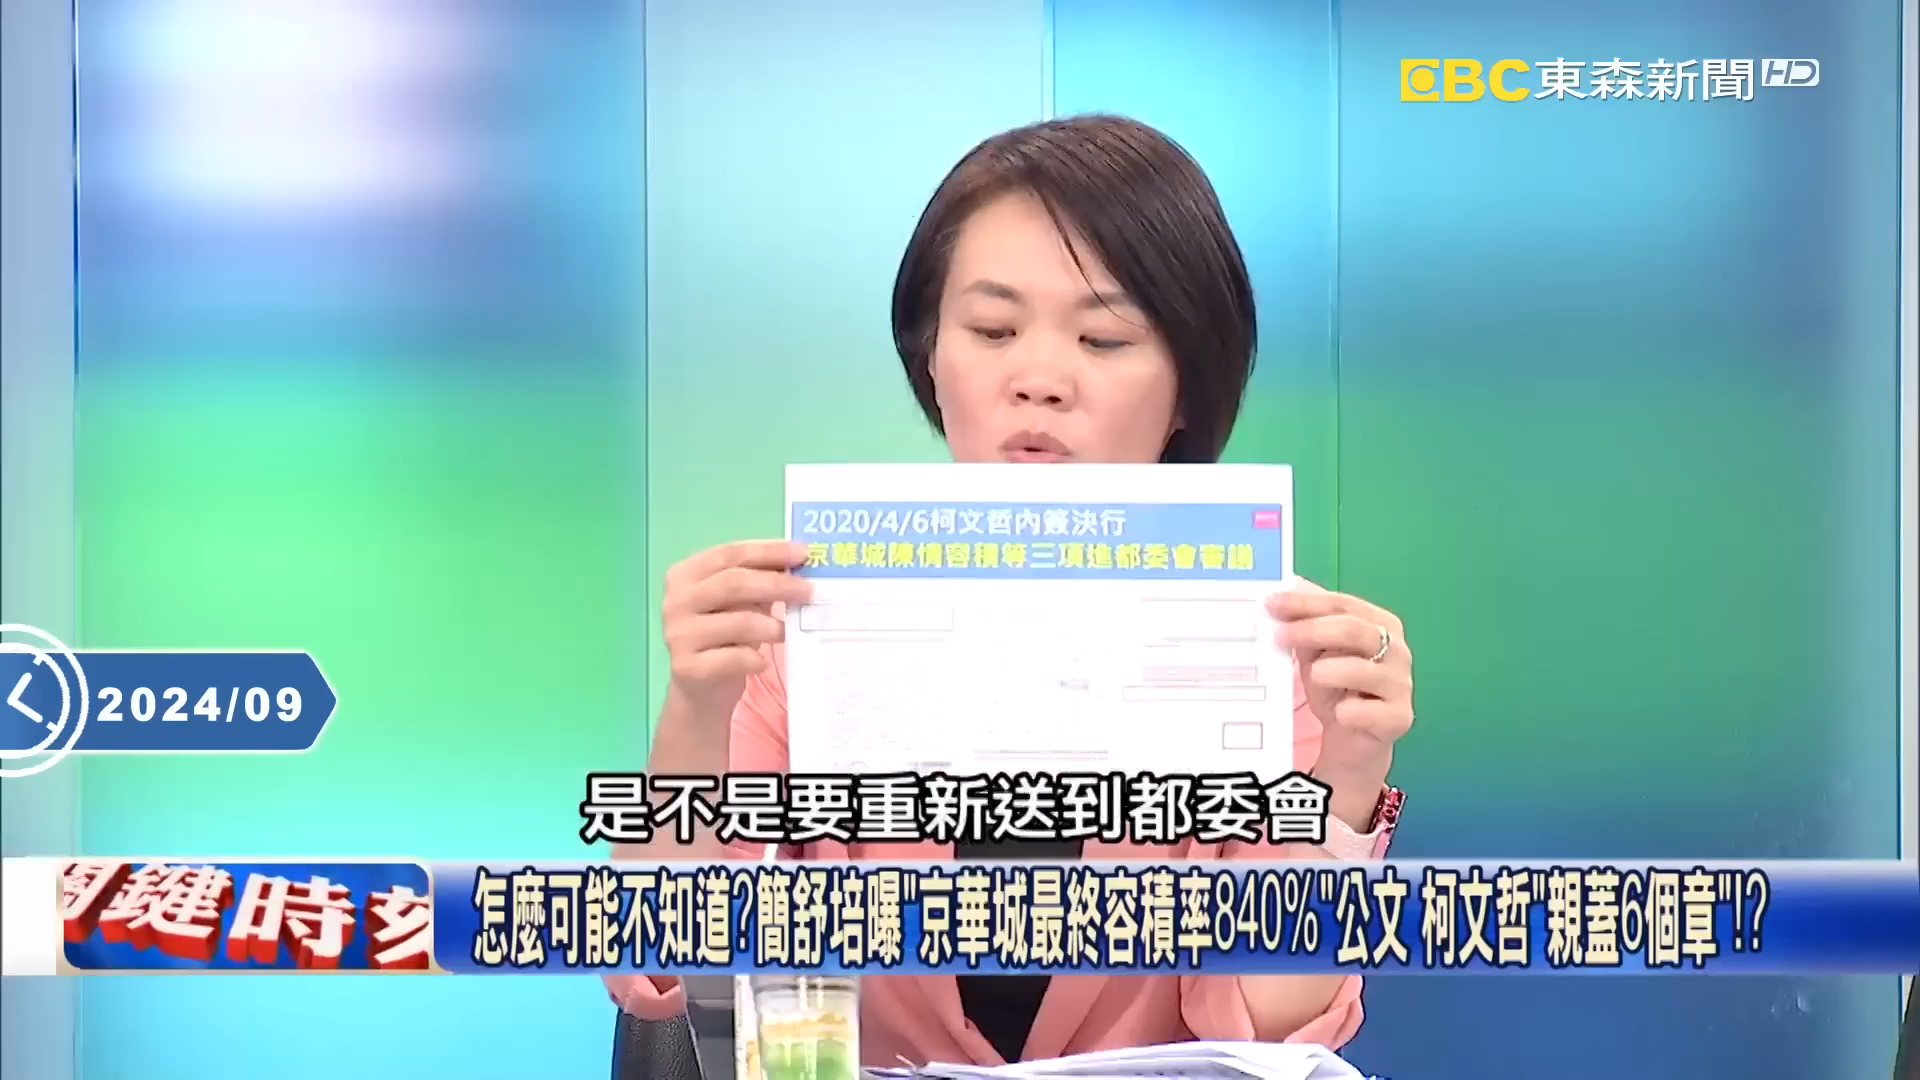 EBC東森新聞HD
2020/4/6柯文哲內簽決行
京華城陳情容積等三項進都委會審議
2024/09
是不是要重新送到都委會
關鍵時刻
怎麼可能不知道?簡舒培曝"京華城最終容積率840%"公文 柯文哲"親蓋6個章"!?